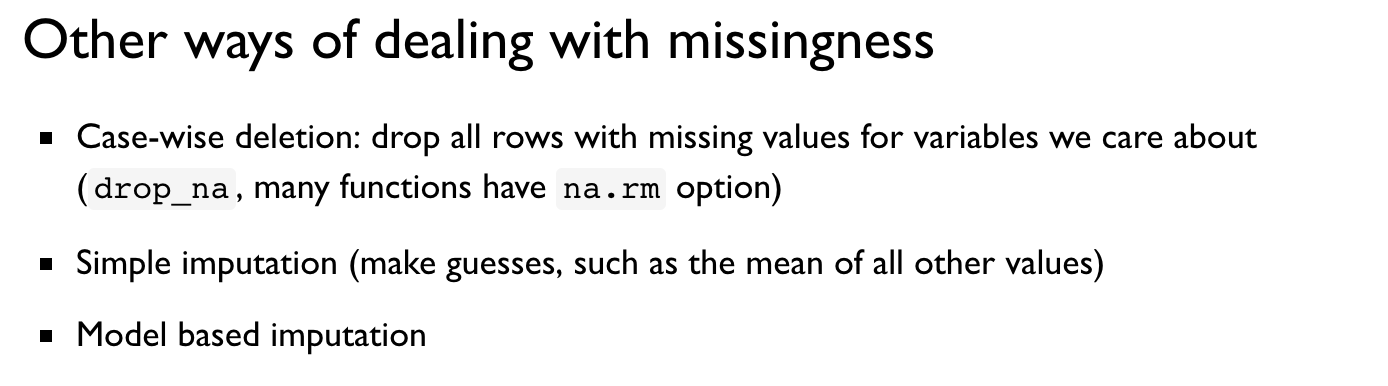 Other ways of dealing with missingness
▪ Case-wise deletion: drop all rows with missing values for variables we care about
(drop_na, many functions have na.rm option)
▪ Simple imputation (make guesses, such as the mean of all other values)
▪ Model based imputation